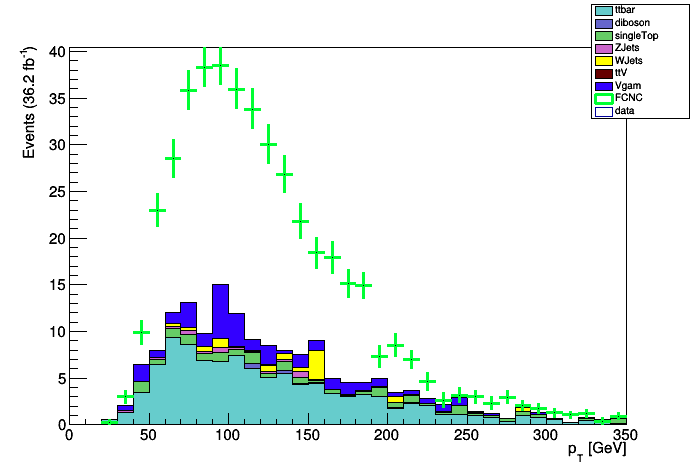 ttbar
diboson
singleTop
ZJets
WJets
ttV
Vgam
FCNC
data
Events (36.2 fb⁻¹)
40
35
30
25
20
15
10
5
0
0 50 100 150 200 250 300 350
p_T [GeV]